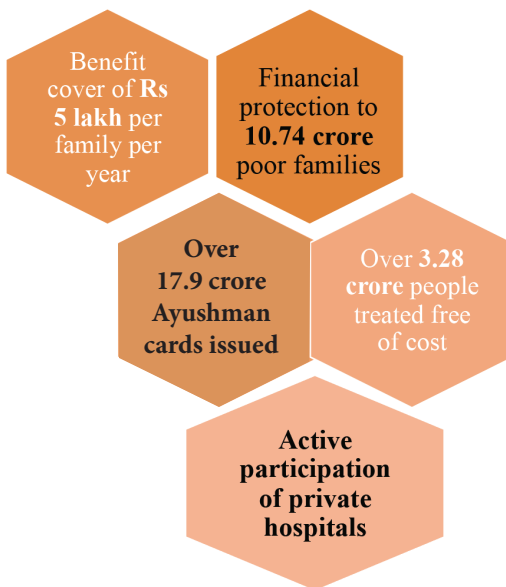 Benefit
cover of Rs
5 lakh per
family per
year
Financial
protection to
10.74 crore
poor families
Over
17.9 crore
Ayushman
cards issued
Over 3.28
crore people
treated free
of cost
Active
participation
of private
hospitals